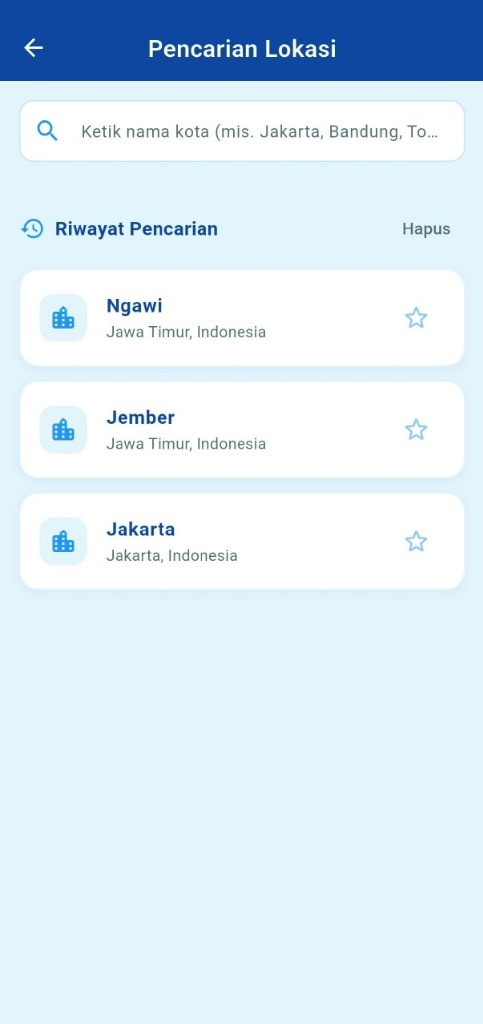 Pencarian Lokasi
Ketik nama kota (mis. Jakarta, Bandung, To...
Riwayat Pencarian
Hapus
Ngawi
Jawa Timur, Indonesia
Jember
Jawa Timur, Indonesia
Jakarta
Jakarta, Indonesia